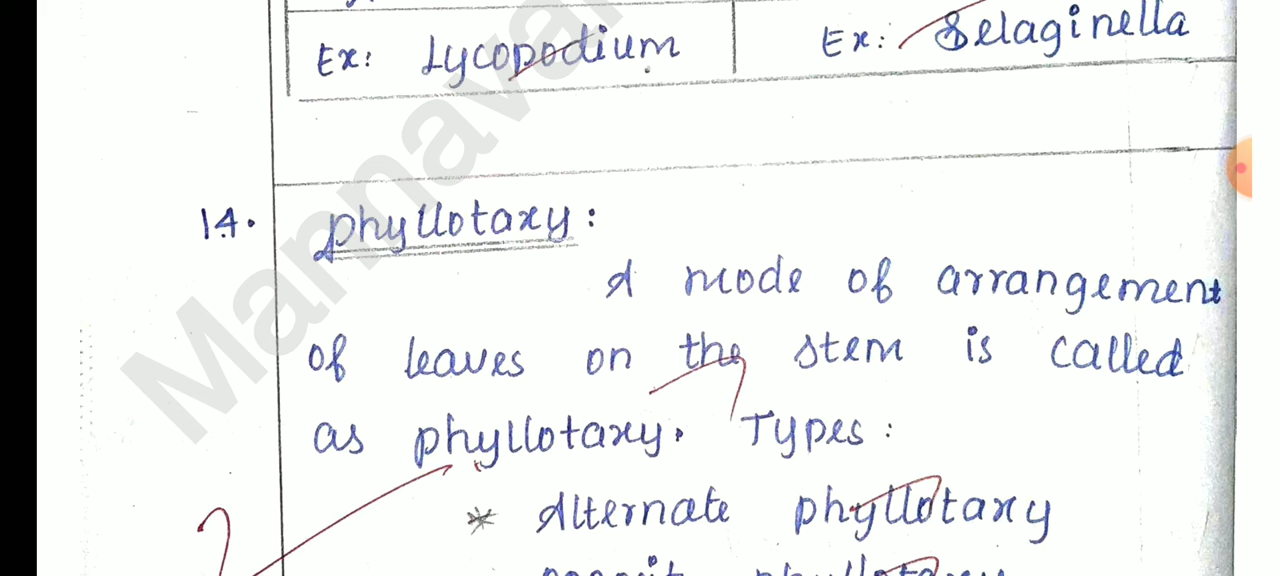 Ex: Lycopodium
Ex: Selaginella
14. phyllotaxy:
A mode of arrangement
of leaves on the stem is called
as phyllotaxy. Types:
* Alternate phyllotaxy
phyllotaxy